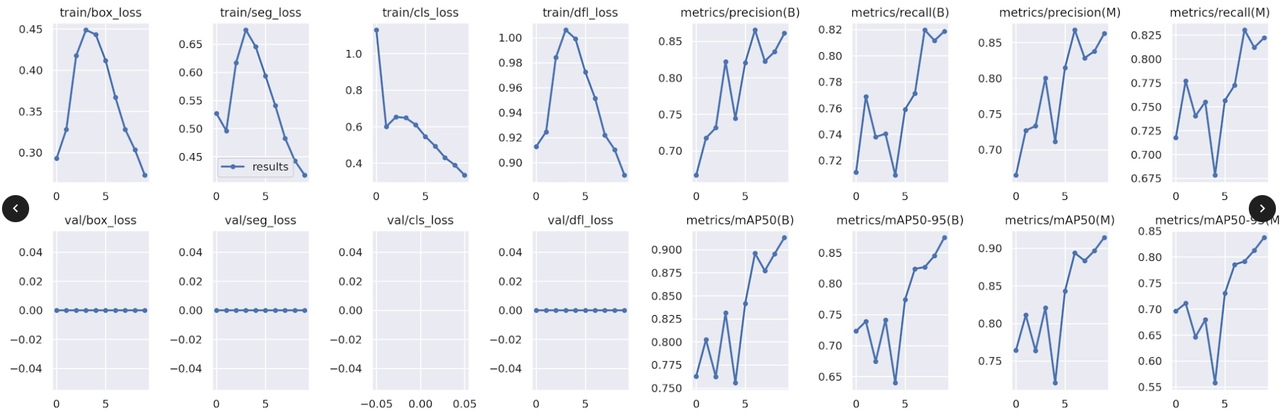 train/box_loss train/seg_loss train/cls_loss train/dfl_loss metrics/precision(B) metrics/recall(B) metrics/precision(M) metrics/recall(M)
0.45 0.65 1.0 1.00 0.85 0.82 0.85 0.825
0.40 0.60 0.8 0.98 0.80 0.80 0.80 0.800
0.35 0.55 0.6 0.96 0.75 0.78 0.75 0.775
0.30 0.50 0.4 0.94 0.70 0.76 0.70 0.750
0.45 0.92 0.74 0.725
results 0.90 0.72 0.700
0.675
0 5 0 5 0 5 0 5 0 5 0 5 0 5 0 5
val/box_loss val/seg_loss val/cls_loss val/dfl_loss metrics/mAP50(B) metrics/mAP50-95(B) metrics/mAP50(M) metrics/mAP50-95(M
0.04 0.04 0.04 0.04 0.900 0.85 0.90 0.85
0.02 0.02 0.02 0.02 0.875 0.80 0.85 0.80
0.00 0.00 0.00 0.00 0.850 0.75 0.80 0.75
−0.02 −0.02 −0.02 −0.02 0.825 0.70 0.75 0.70
−0.04 −0.04 −0.04 −0.04 0.800 0.65 0.65
0.775 0.60
0.750 0.55
0 5 0 5 −0.05 0.00 0.05 0 5 0 5 0 5 0 5 0 5